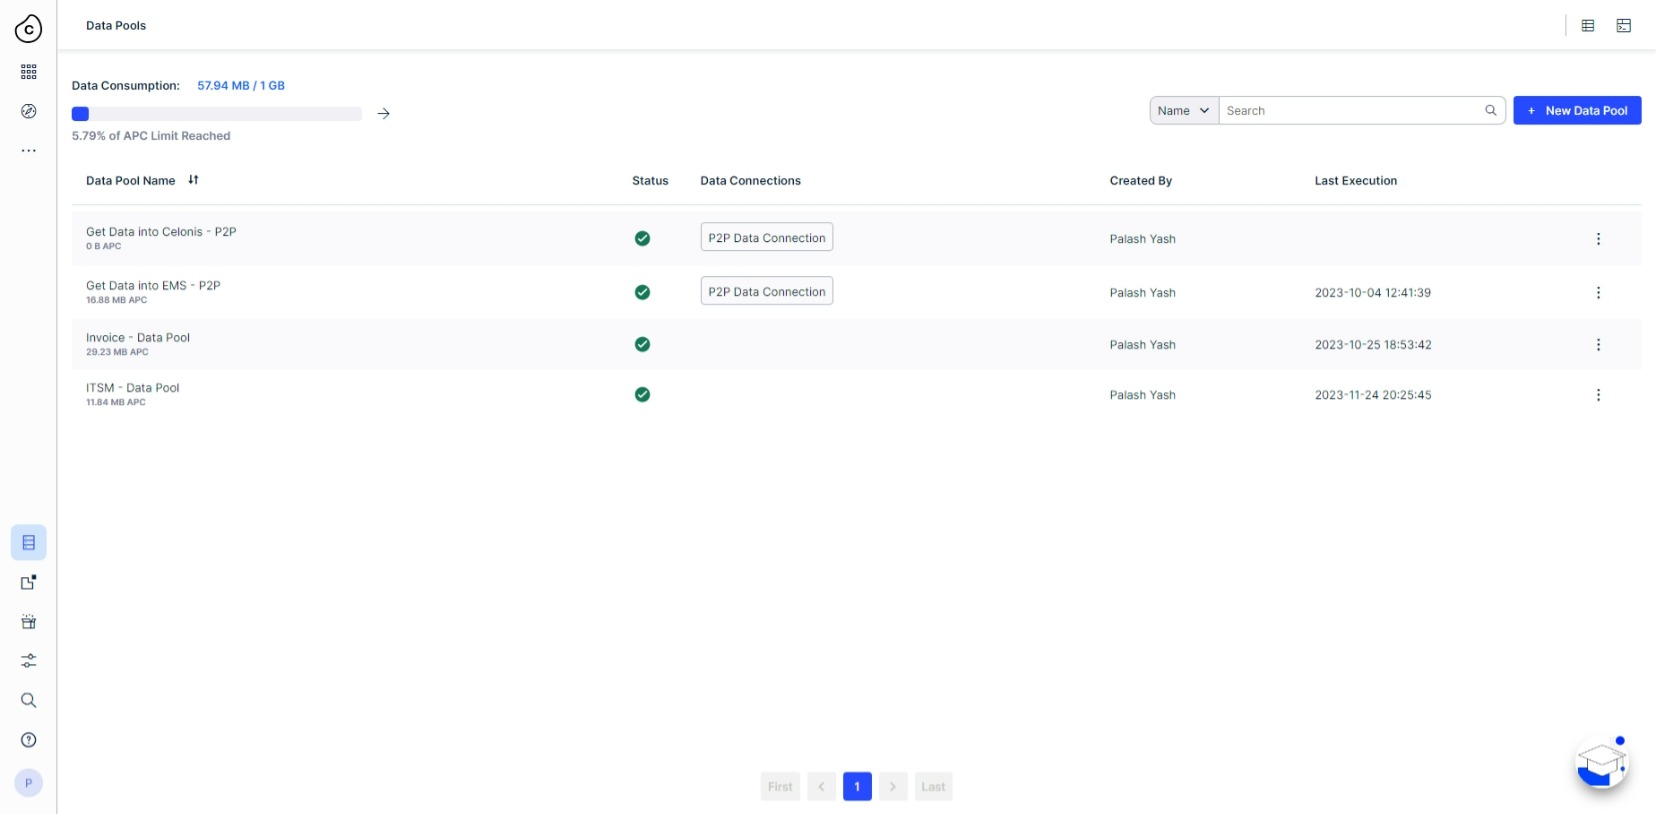 C
Data Pools
Data Consumption: 57.94 MB / 1 GB
5.79% of APC Limit Reached
Name Search + New Data Pool
Data Pool Name Status Data Connections Created By Last Execution
Get Data into Celonis - P2P
0 B APC
P2P Data Connection Palash Yash
Get Data into EMS - P2P
16.88 MB APC
P2P Data Connection Palash Yash 2023-10-04 12:41:39
Invoice - Data Pool
29.23 MB APC
Palash Yash 2023-10-25 18:53:42
ITSM - Data Pool
11.84 MB APC
Palash Yash 2023-11-24 20:25:45
P
First < 1 > Last